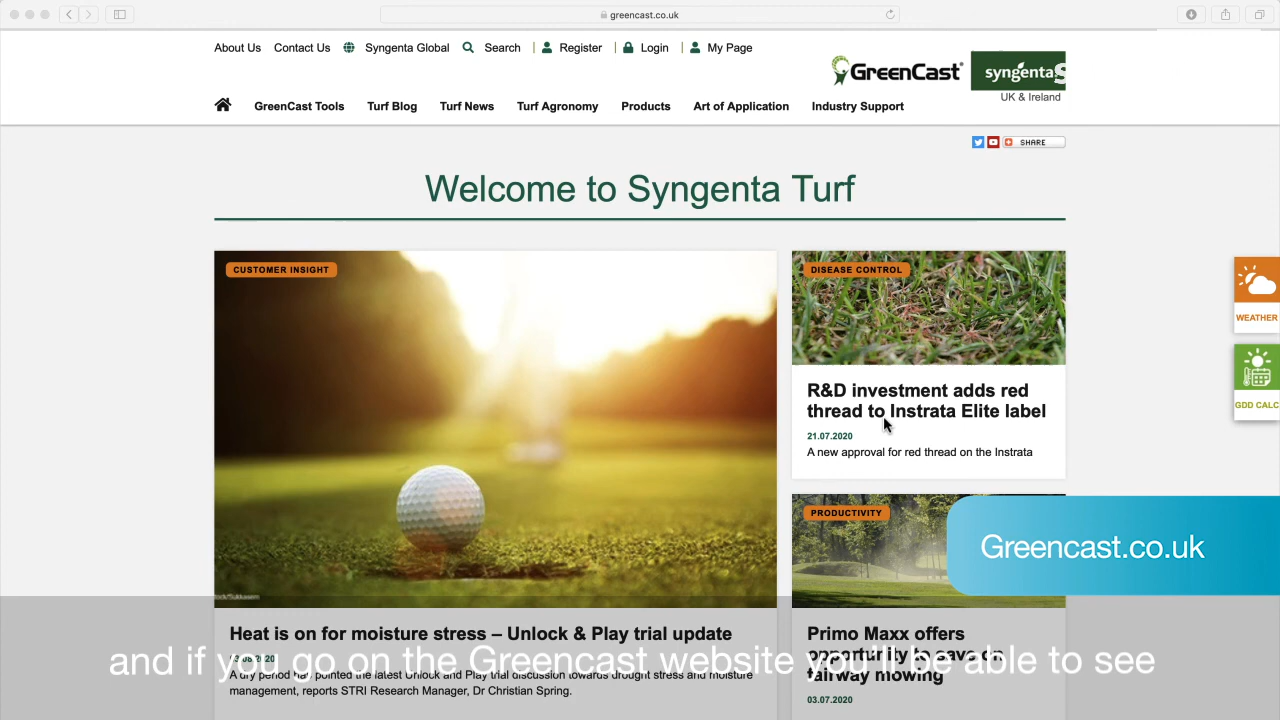 greencast.co.uk
About Us Contact Us Syngenta Global Search Register Login My Page
GreenCast syngenta
UK & Ireland
GreenCast Tools Turf Blog Turf News Turf Agronomy Products Art of Application Industry Support
SHARE
Welcome to Syngenta Turf
CUSTOMER INSIGHT
Heat is on for moisture stress – Unlock & Play trial update
A dry period has pointed the latest Unlock and Play trial discussion towards drought stress and moisture
management, reports STRI Research Manager, Dr Christian Spring.
DISEASE CONTROL
R&D investment adds red
thread to Instrata Elite label
21.07.2020
A new approval for red thread on the Instrata
PRODUCTIVITY
Primo Maxx offers
opportunity to save on
fairway mowing
03.07.2020
WEATHER
GDD CALC
Greencast.co.uk
and if you go on the Greencast website you'll be able to see